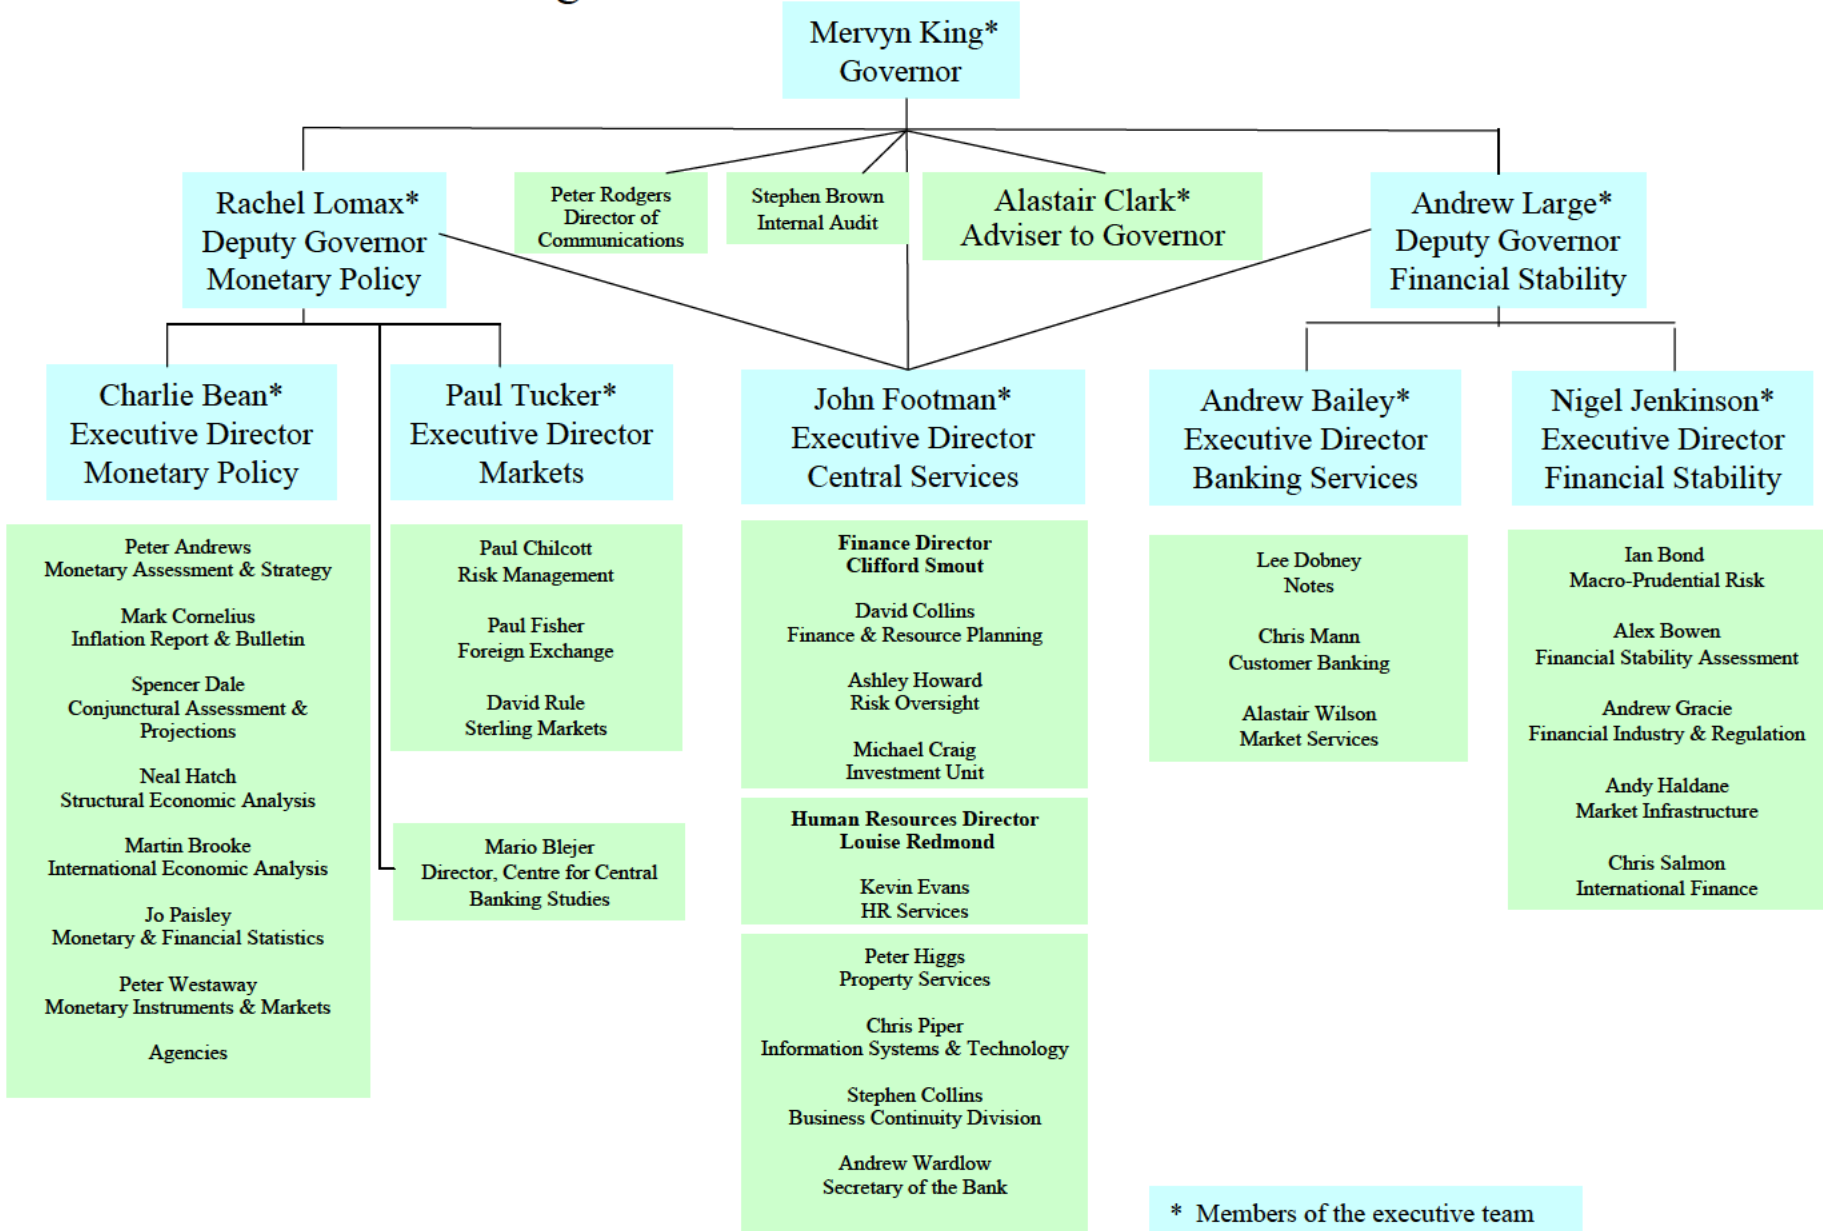 Mervyn King*
Governor
Rachel Lomax*
Deputy Governor
Monetary Policy
Peter Rodgers
Director of
Communications
Stephen Brown
Internal Audit
Alastair Clark*
Adviser to Governor
Andrew Large*
Deputy Governor
Financial Stability
Charlie Bean*
Executive Director
Monetary Policy
Paul Tucker*
Executive Director
Markets
John Footman*
Executive Director
Central Services
Andrew Bailey*
Executive Director
Banking Services
Nigel Jenkinson*
Executive Director
Financial Stability
Peter Andrews
Monetary Assessment & Strategy
Mark Cornelius
Inflation Report & Bulletin
Spencer Dale
Conjunctural Assessment &
Projections
Neal Hatch
Structural Economic Analysis
Martin Brooke
International Economic Analysis
Jo Paisley
Monetary & Financial Statistics
Peter Westaway
Monetary Instruments & Markets
Agencies
Paul Chilcott
Risk Management
Paul Fisher
Foreign Exchange
David Rule
Sterling Markets
Mario Blejer
Director, Centre for Central
Banking Studies
Finance Director
Clifford Smout
David Collins
Finance & Resource Planning
Ashley Howard
Risk Oversight
Michael Craig
Investment Unit
Human Resources Director
Louise Redmond
Kevin Evans
HR Services
Peter Higgs
Property Services
Chris Piper
Information Systems & Technology
Stephen Collins
Business Continuity Division
Andrew Wardlow
Secretary of the Bank
Lee Dobney
Notes
Chris Mann
Customer Banking
Alastair Wilson
Market Services
Ian Bond
Macro-Prudential Risk
Alex Bowen
Financial Stability Assessment
Andrew Gracie
Financial Industry & Regulation
Andy Haldane
Market Infrastructure
Chris Salmon
International Finance
* Members of the executive team